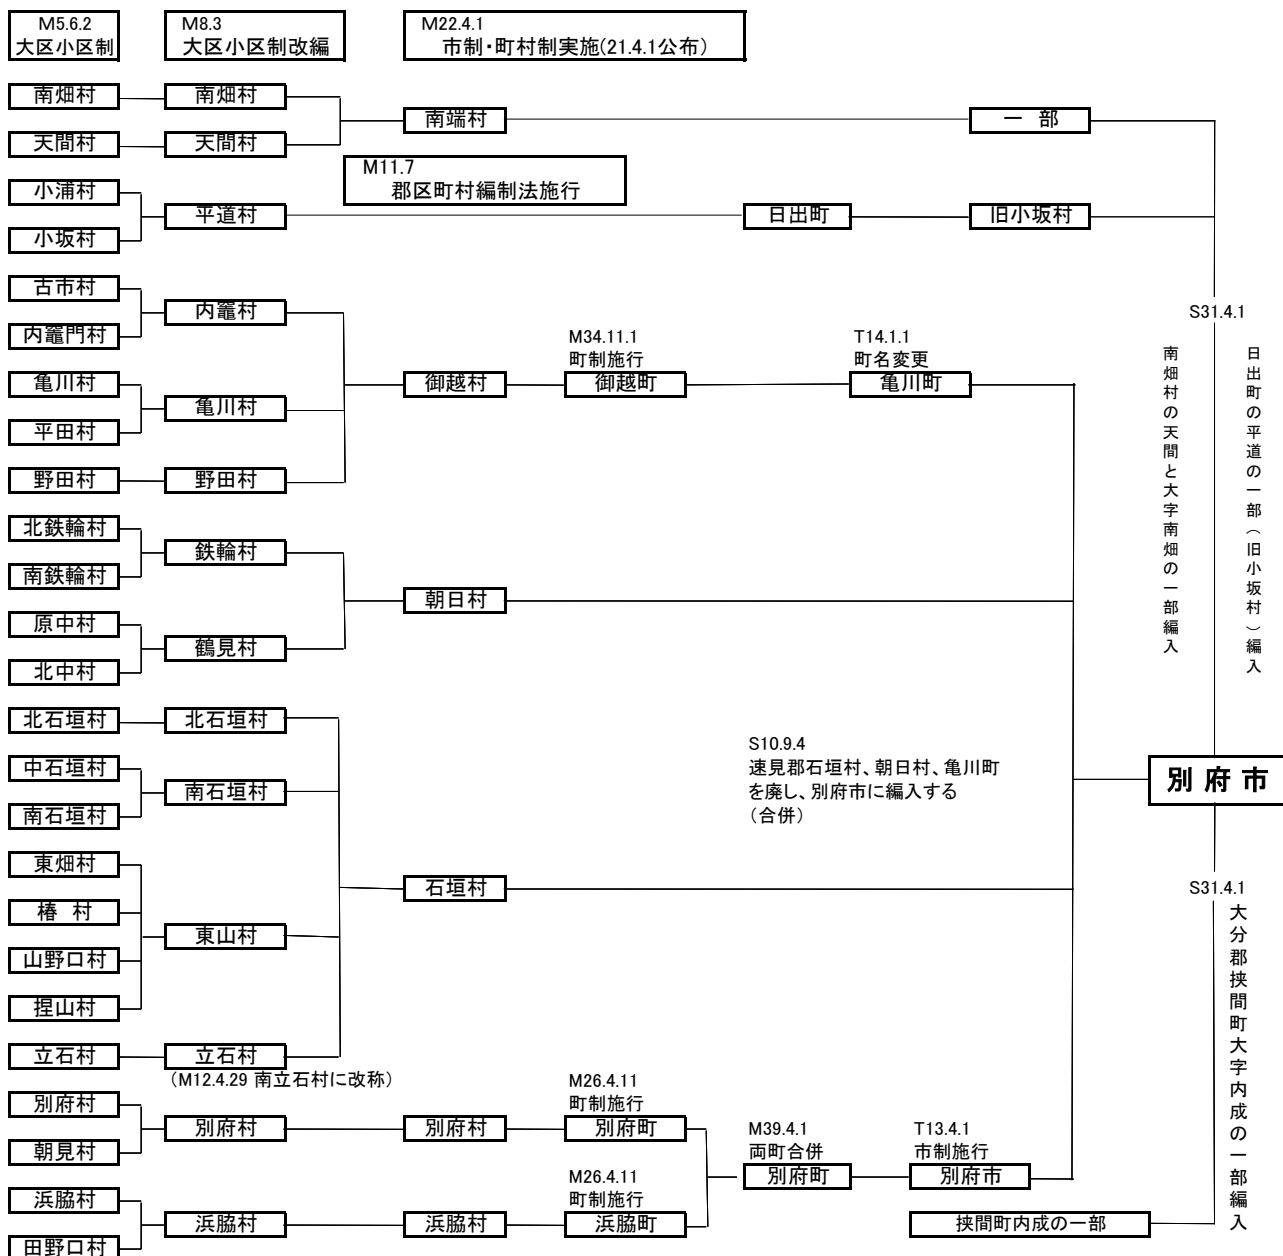 M5.6.2
大区小区制
M8.3
大区小区制改編
M22.4.1
市制・町村制実施(21.4.1公布)
南畑村
南畑村
天間村
天間村
南端村
一 部
M11.7
郡区町村編制法施行
小浦村
小坂村
平道村
日出町
旧小坂村
古市村
内竈門村
内竈村
亀川村
平田村
亀川村
野田村
野田村
御越村
M34.11.1
町制施行
御越町
T14.1.1
町名変更
亀川町
S31.4.1
日出町の平道の一部(旧小坂村)編入
南畑村の天間と大字南畑の一部編入
北鉄輪村
南鉄輪村
鉄輪村
原中村
北中村
鶴見村
朝日村
北石垣村
北石垣村
中石垣村
南石垣村
南石垣村
東畑村
椿 村
山野口村
捏山村
東山村
立石村
立石村
(M12.4.29 南立石村に改称)
石垣村
S10.9.4
速見郡石垣村、朝日村、亀川町
を廃し、別府市に編入する
(合併)
別府市
S31.4.1
大分郡挟間町大字内成の一部編入
別府村
朝見村
別府村
別府村
M26.4.11
町制施行
別府町
浜脇村
田野口村
浜脇村
浜脇村
M26.4.11
町制施行
浜脇町
M39.4.1
両町合併
別府町
T13.4.1
市制施行
別府市
挟間町内成の一部